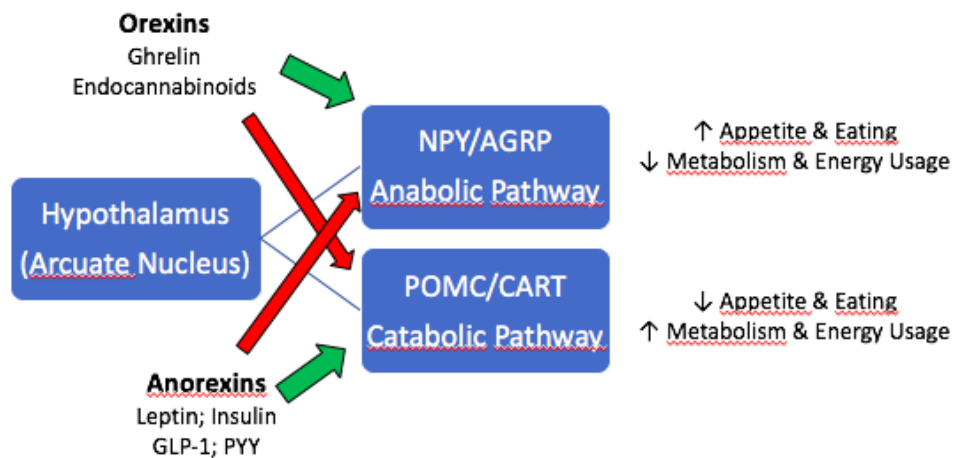 Orexins
Ghrelin
Endocannabinoids
NPY/AGRP
Anabolic Pathway
↑ Appetite & Eating
↓ Metabolism & Energy Usage
Hypothalamus
(Arcuate Nucleus)
POMC/CART
Catabolic Pathway
↓ Appetite & Eating
↑ Metabolism & Energy Usage
Anorexins
Leptin; Insulin
GLP-1; PYY